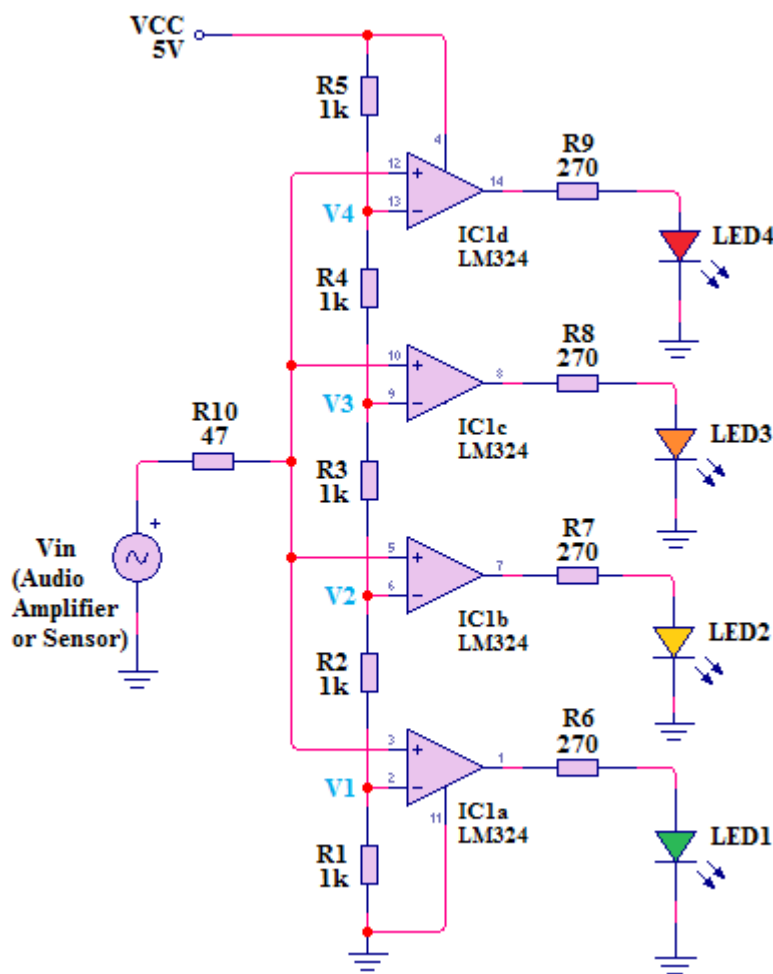 VCC
5V
R5
1k
4
12
13
14
V4
IC1d
LM324
R9
270
LED4
R4
1k
10
9
8
V3
IC1c
LM324
R8
270
LED3
R10
47
R3
1k
+
Vin
(Audio
Amplifier
or Sensor)
5
6
7
V2
IC1b
LM324
R7
270
LED2
R2
1k
3
2
1
11
V1
IC1a
LM324
R6
270
LED1
R1
1k